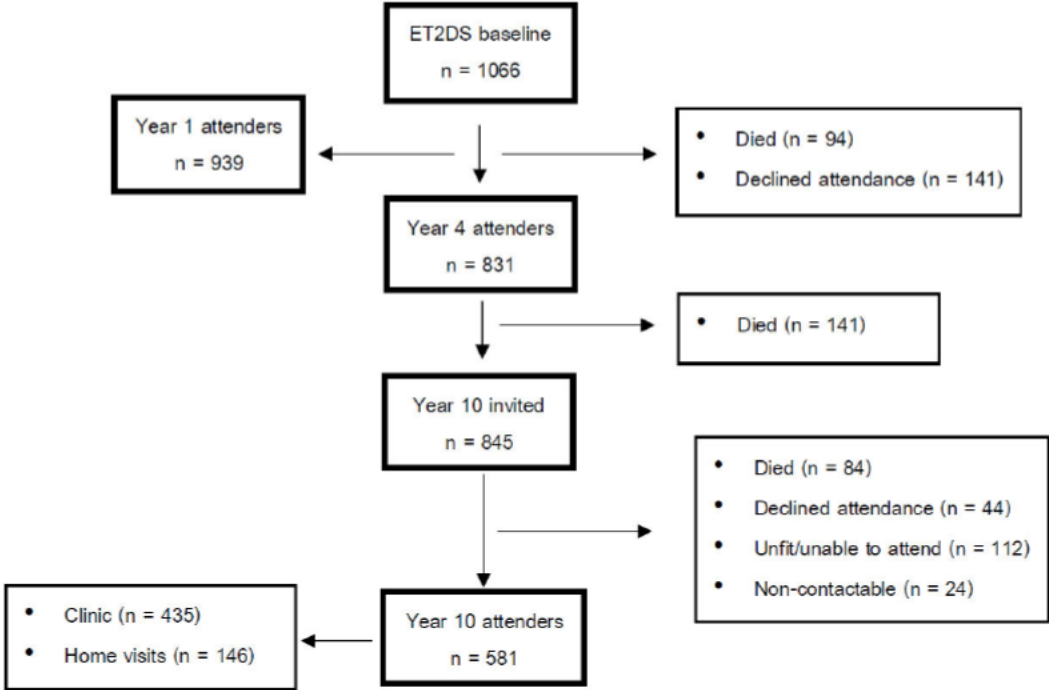 ET2DS baseline
n = 1066
Year 1 attenders
n = 939
• Died (n = 94)
• Declined attendance (n = 141)
Year 4 attenders
n = 831
• Died (n = 141)
Year 10 invited
n = 845
• Died (n = 84)
• Declined attendance (n = 44)
• Unfit/unable to attend (n = 112)
• Non-contactable (n = 24)
• Clinic (n = 435)
• Home visits (n = 146)
Year 10 attenders
n = 581